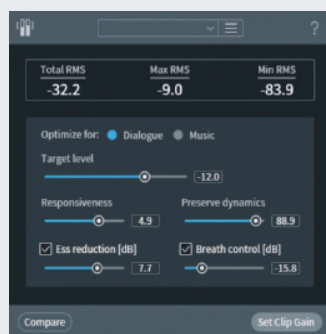 ?
Total RMS Max RMS Min RMS
-32.2 -9.0 -83.9
Optimize for: Dialogue Music
Target level
-12.0
Responsiveness Preserve dynamics
4.9 88.9
Ess reduction [dB] Breath control [dB]
7.7 -15.8
Compare Set Clip Gain